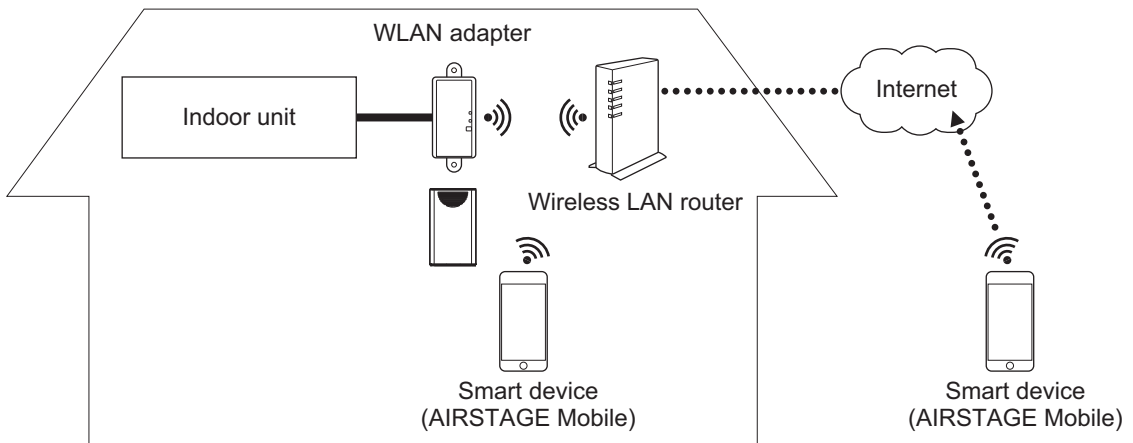 WLAN adapter
Indoor unit
Internet
Wireless LAN router
Smart device
(AIRSTAGE Mobile)
Smart device
(AIRSTAGE Mobile)